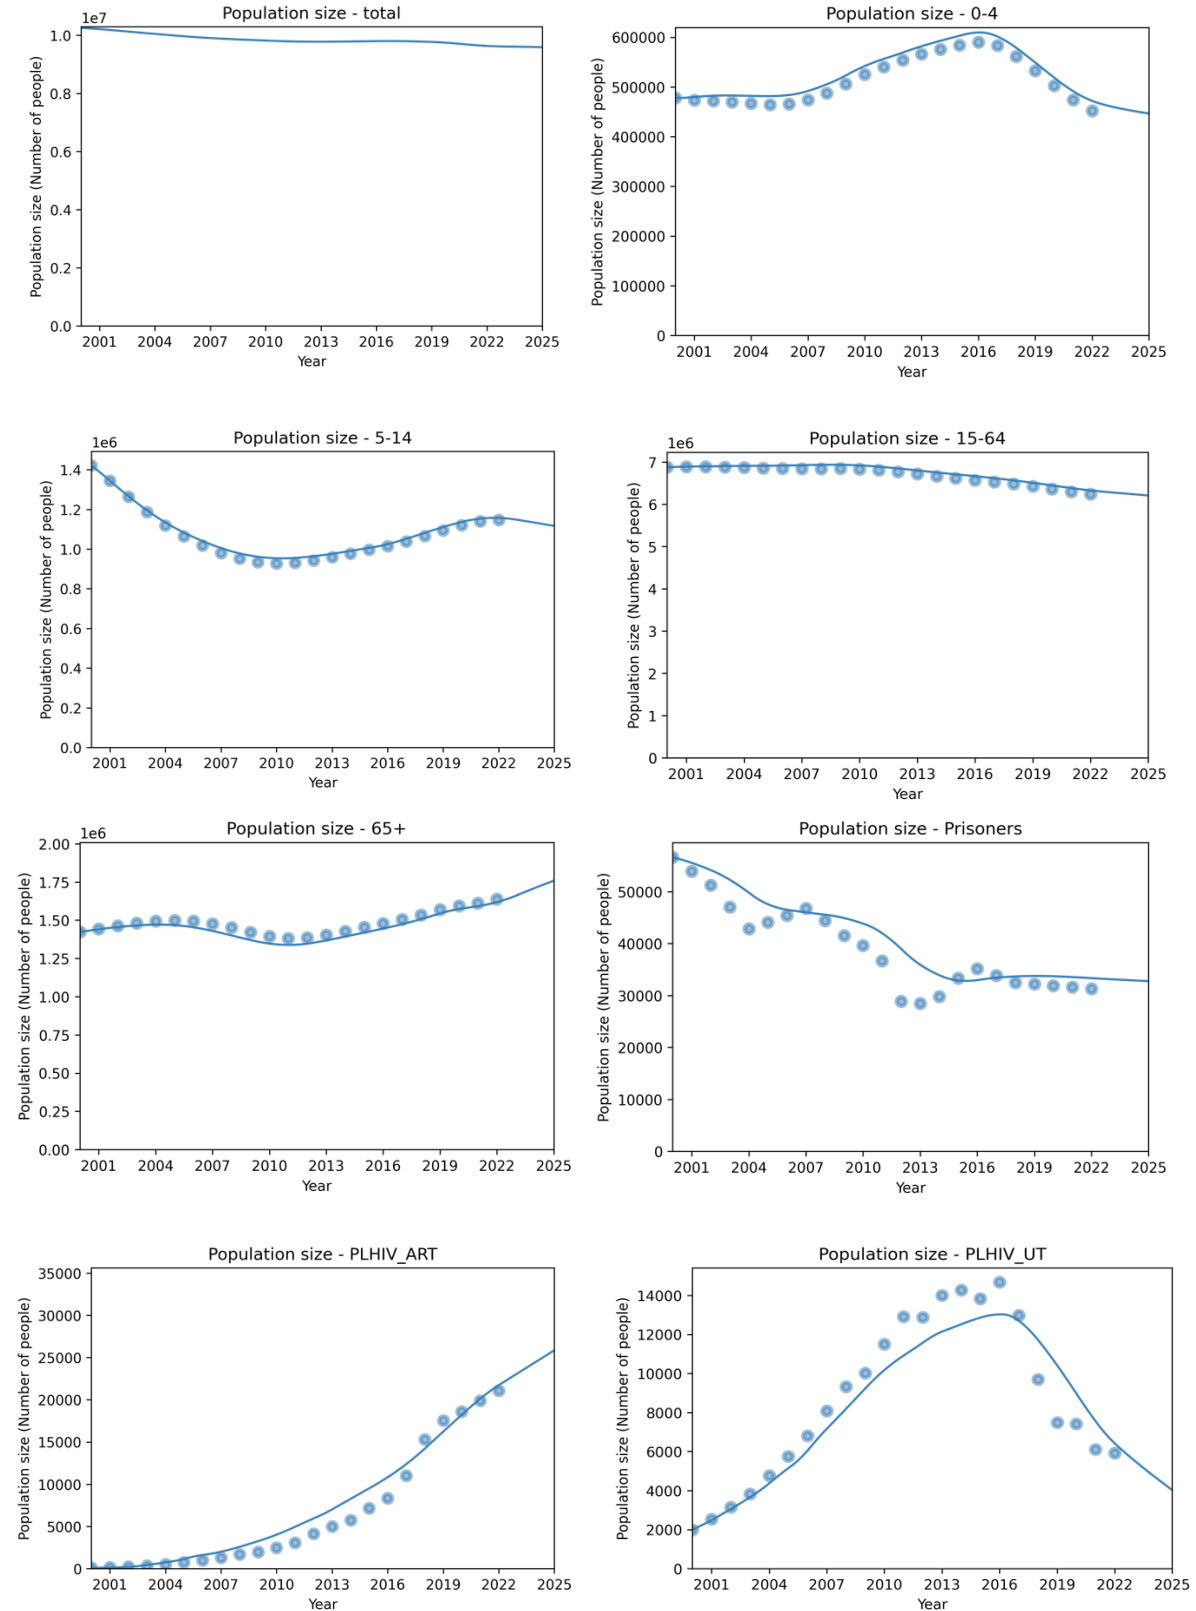 Population size - total
1e7
Population size (Number of people)
1.0
0.8
0.6
0.4
0.2
0.0
2001 2004 2007 2010 2013 2016 2019 2022 2025
Year
Population size - 0-4
Population size (Number of people)
600000
500000
400000
300000
200000
100000
0
2001 2004 2007 2010 2013 2016 2019 2022 2025
Year
Population size - 5-14
1e6
Population size (Number of people)
1.4
1.2
1.0
0.8
0.6
0.4
0.2
0.0
2001 2004 2007 2010 2013 2016 2019 2022 2025
Year
Population size - 15-64
1e6
Population size (Number of people)
7
6
5
4
3
2
1
0
2001 2004 2007 2010 2013 2016 2019 2022 2025
Year
Population size - 65+
1e6
Population size (Number of people)
2.00
1.75
1.50
1.25
1.00
0.75
0.50
0.25
0.00
2001 2004 2007 2010 2013 2016 2019 2022 2025
Year
Population size - Prisoners
Population size (Number of people)
50000
40000
30000
20000
10000
0
2001 2004 2007 2010 2013 2016 2019 2022 2025
Year
Population size - PLHIV_ART
Population size (Number of people)
35000
30000
25000
20000
15000
10000
5000
0
2001 2004 2007 2010 2013 2016 2019 2022 2025
Year
Population size - PLHIV_UT
Population size (Number of people)
14000
12000
10000
8000
6000
4000
2000
0
2001 2004 2007 2010 2013 2016 2019 2022 2025
Year